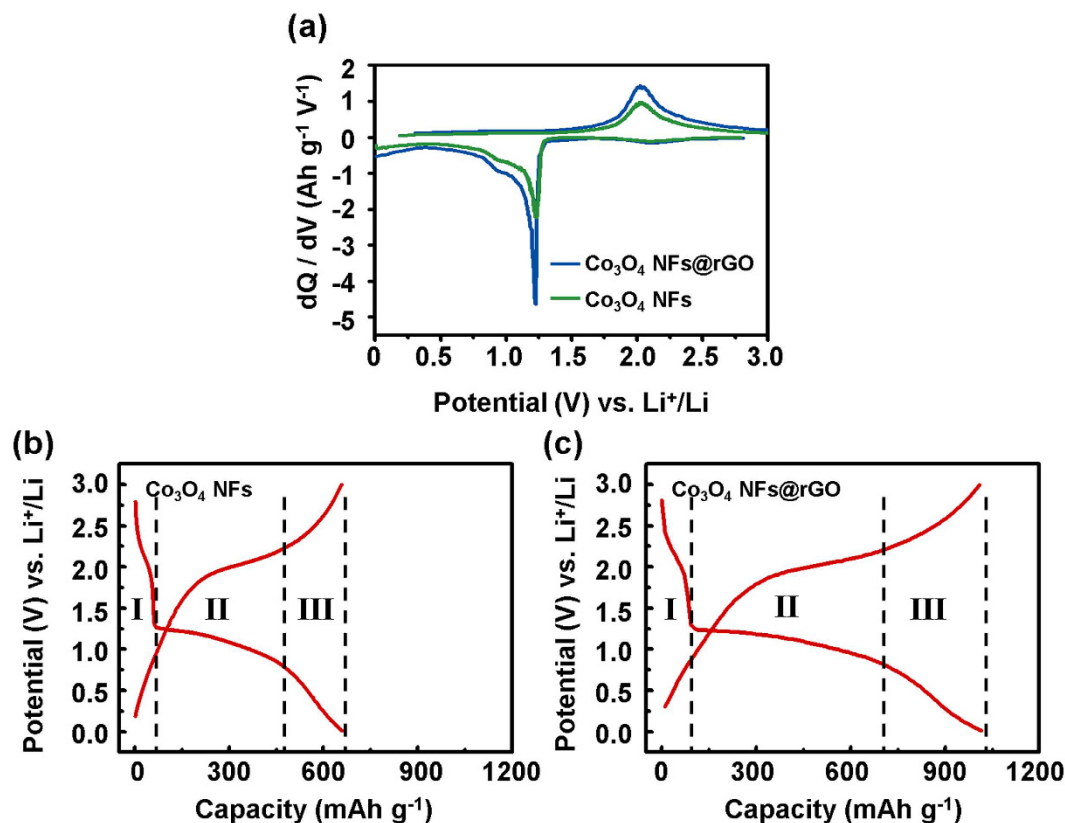 (a)
dQ / dV (Ah g⁻¹ V⁻¹)
2
1
0
-1
-2
-3
-4
-5
Co₃O₄ NFs@rGO
Co₃O₄ NFs
0 0.5 1.0 1.5 2.0 2.5 3.0
Potential (V) vs. Li⁺/Li
(b)
Potential (V) vs. Li⁺/Li
3.0
2.5
2.0
1.5
1.0
0.5
0.0
Co₃O₄ NFs
I II III
0 300 600 900 1200
Capacity (mAh g⁻¹)
(c)
Potential (V) vs. Li⁺/Li
3.0
2.5
2.0
1.5
1.0
0.5
0.0
Co₃O₄ NFs@rGO
I II III
0 300 600 900 1200
Capacity (mAh g⁻¹)